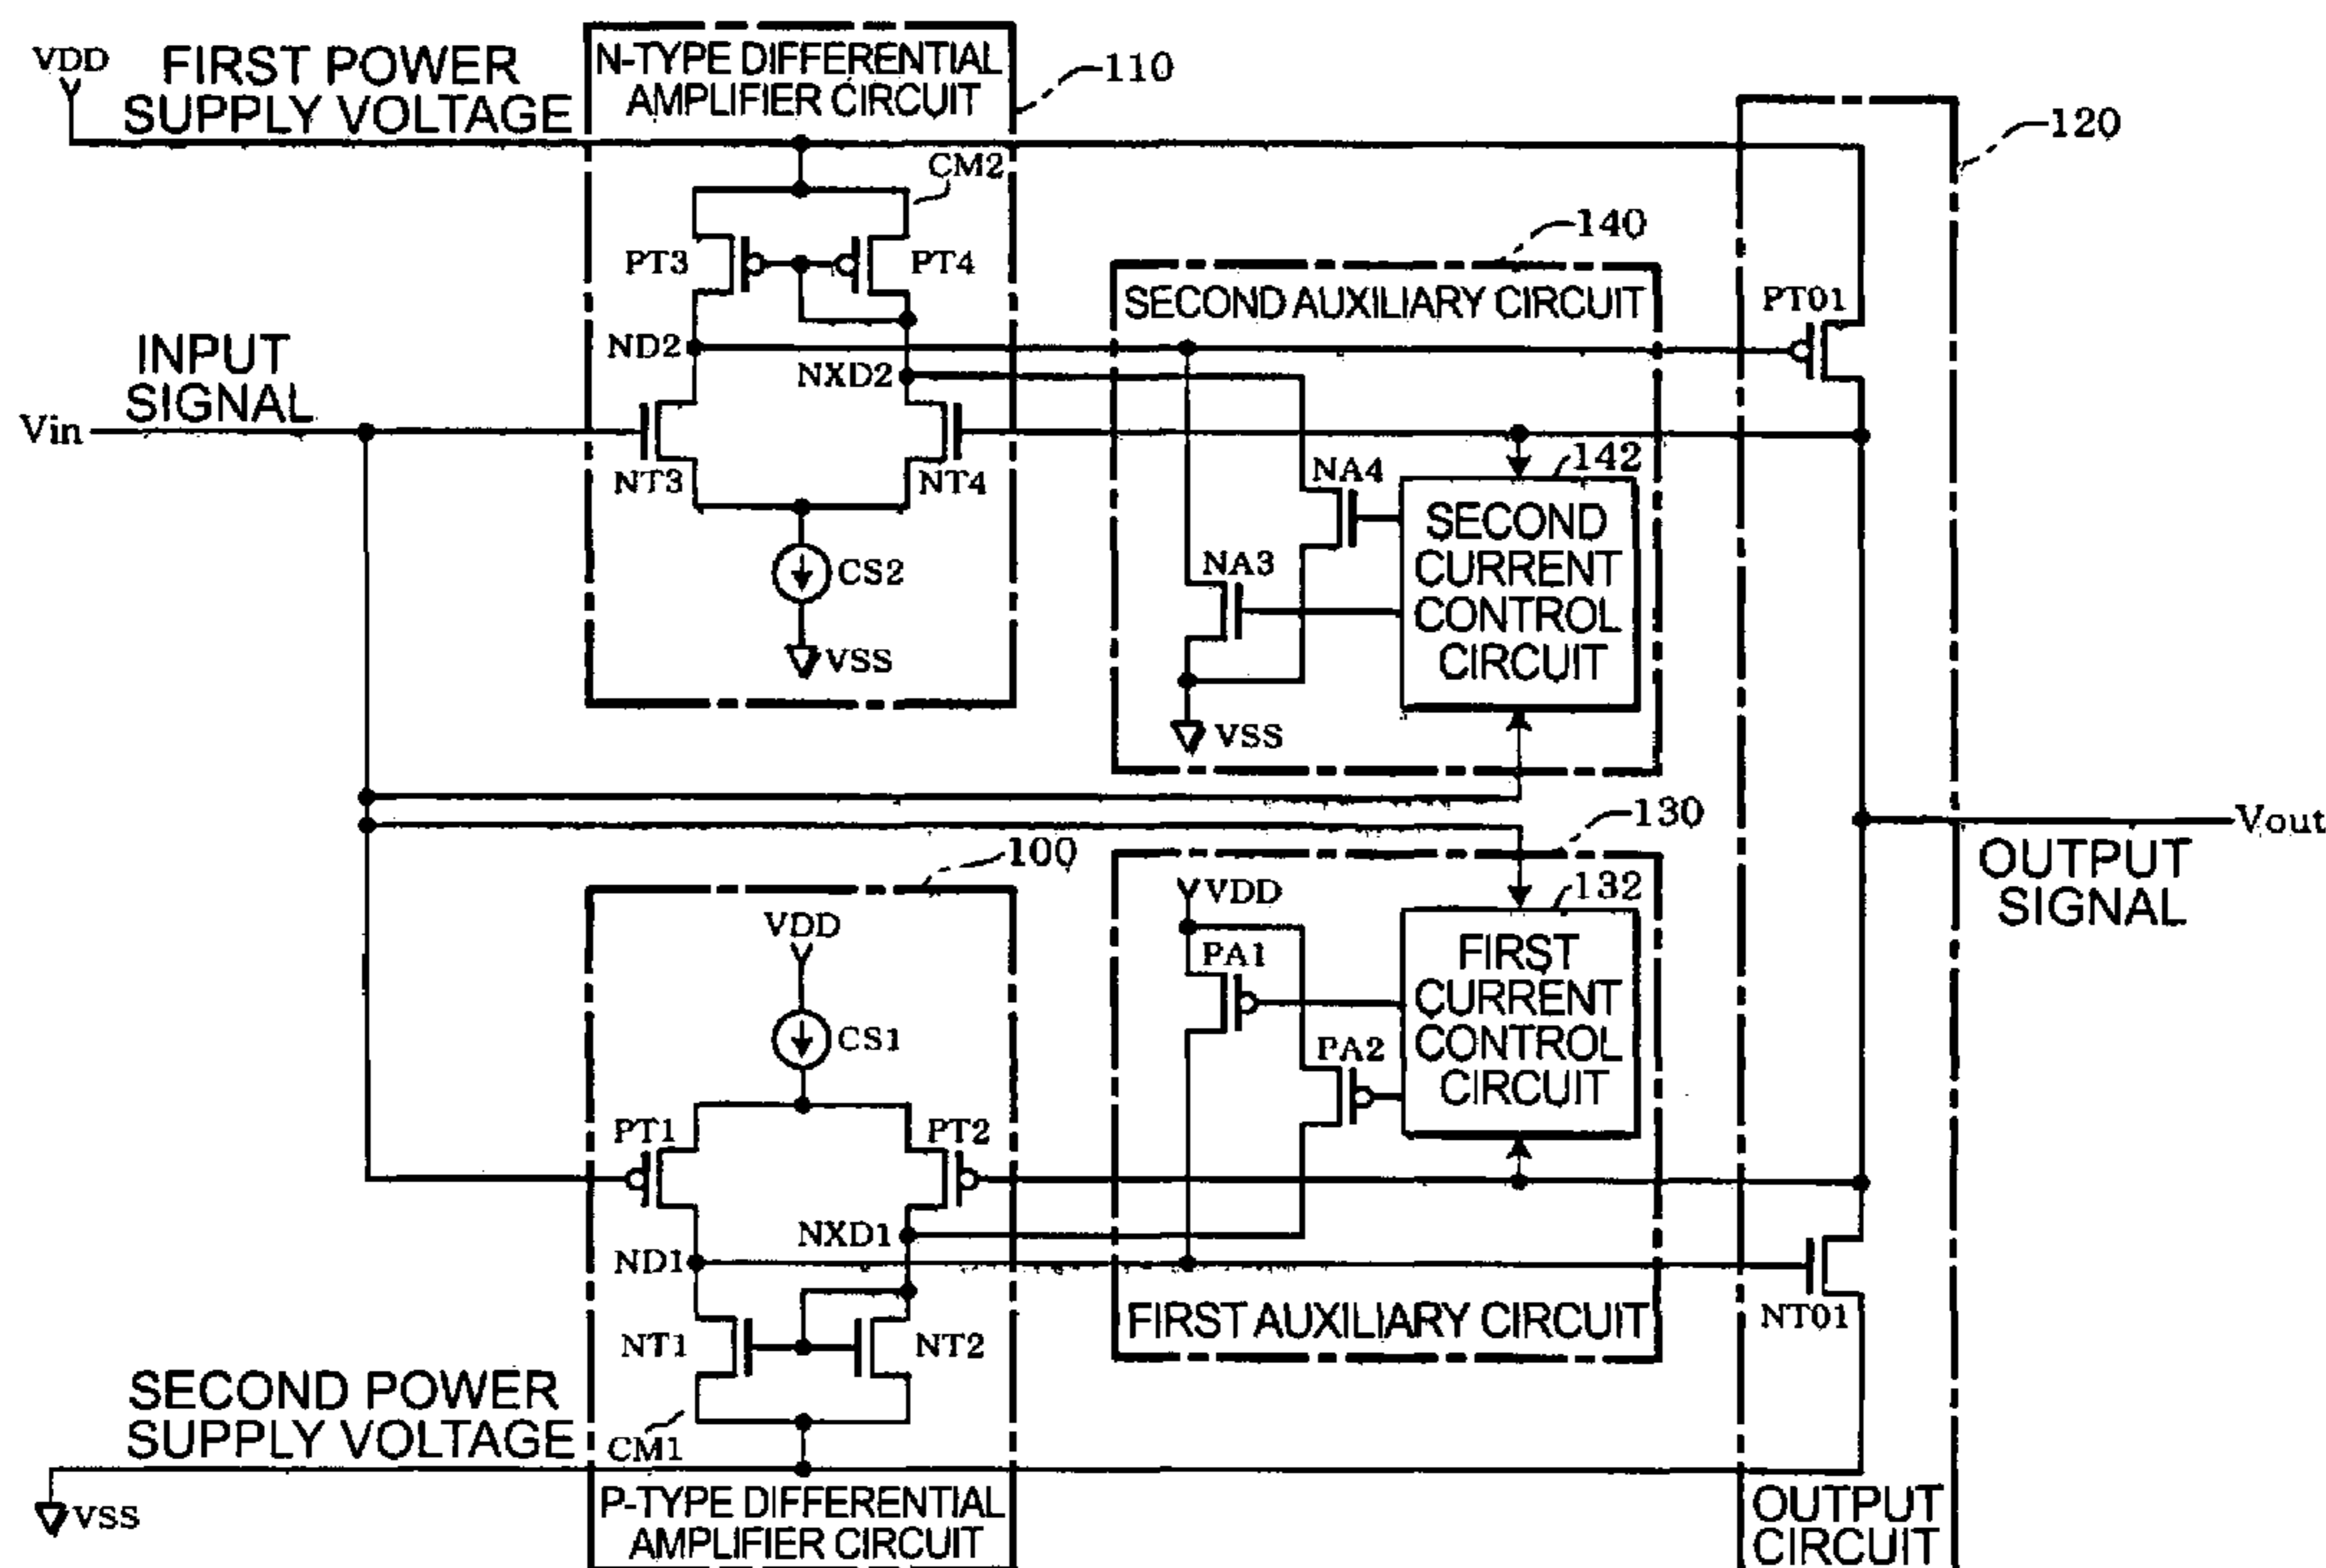 VDD
FIRST POWER
SUPPLY VOLTAGE
N-TYPE DIFFERENTIAL
AMPLIFIER CIRCUIT
110
120
CM2
PT3
PT4
140
SECOND AUXILIARY CIRCUIT
PT01
INPUT
SIGNAL
Vin
ND2
NXD2
NT3
NT4
NA4
142
SECOND
CURRENT
CONTROL
CIRCUIT
NA3
CS2
VSS
VSS
130
Vout
OUTPUT
SIGNAL
100
VDD
132
VDD
PA1
FIRST
CURRENT
CONTROL
CIRCUIT
CS1
PA2
PT1
PT2
NXD1
ND1
NT1
NT2
FIRST AUXILIARY CIRCUIT
NT01
SECOND POWER
SUPPLY VOLTAGE
CM1
VSS
P-TYPE DIFFERENTIAL
AMPLIFIER CIRCUIT
OUTPUT
CIRCUIT